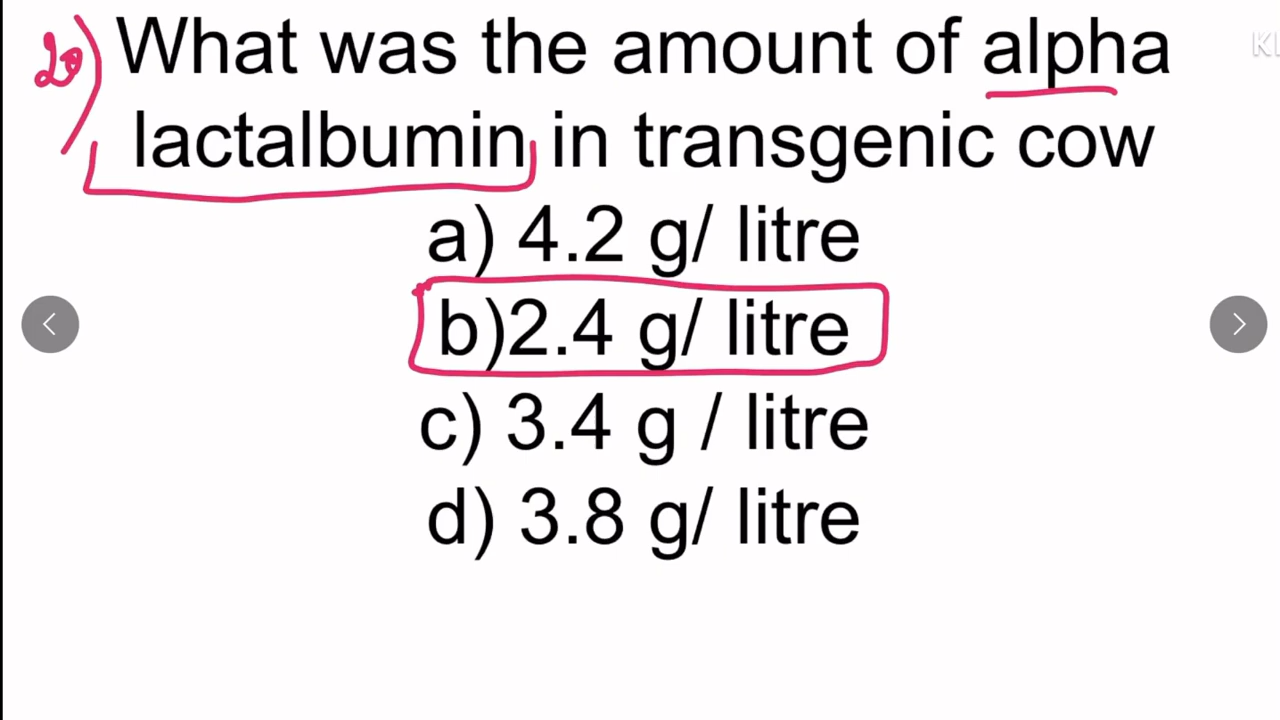 20) What was the amount of alpha
lactalbumin in transgenic cow
a) 4.2 g/ litre
b)2.4 g/ litre
c) 3.4 g / litre
d) 3.8 g/ litre